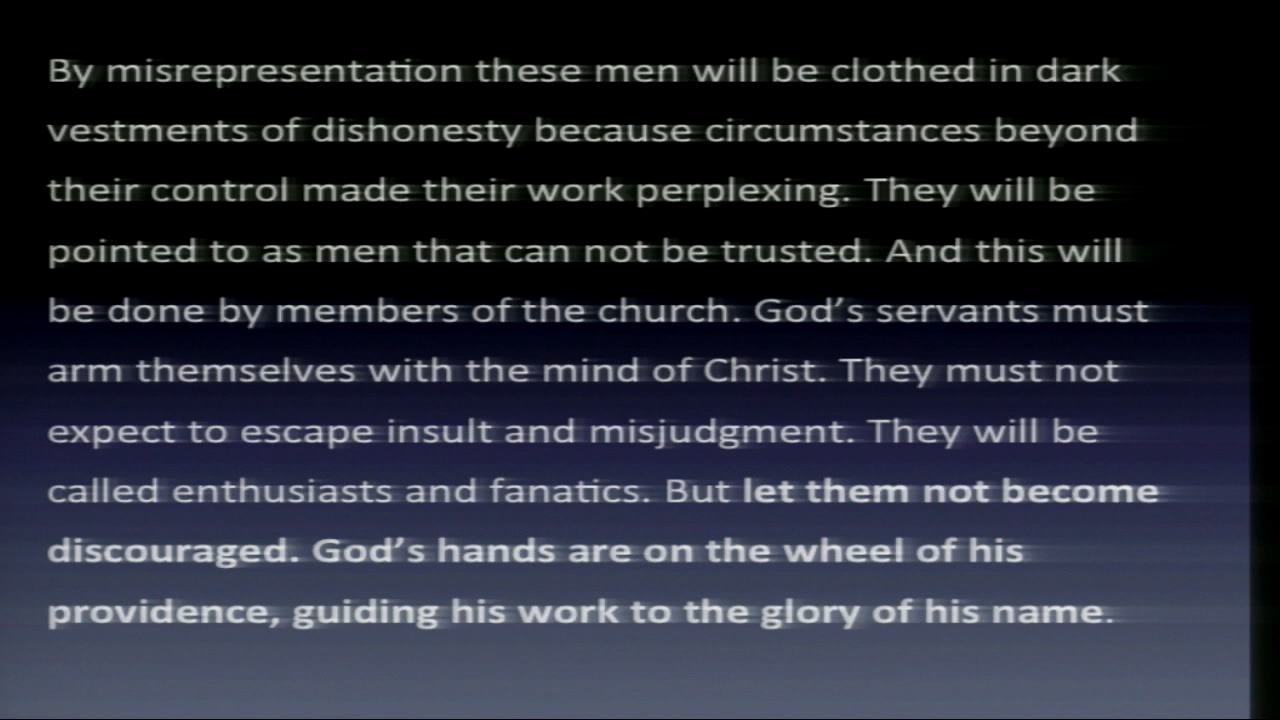 By misrepresentation these men will be clothed in dark
vestments of dishonesty because circumstances beyond
their control made their work perplexing. They will be
pointed to as men that can not be trusted. And this will
be done by members of the church. God’s servants must
arm themselves with the mind of Christ. They must not
expect to escape insult and misjudgment. They will be
called enthusiasts and fanatics. But let them not become
discouraged. God’s hands are on the wheel of his
providence, guiding his work to the glory of his name.